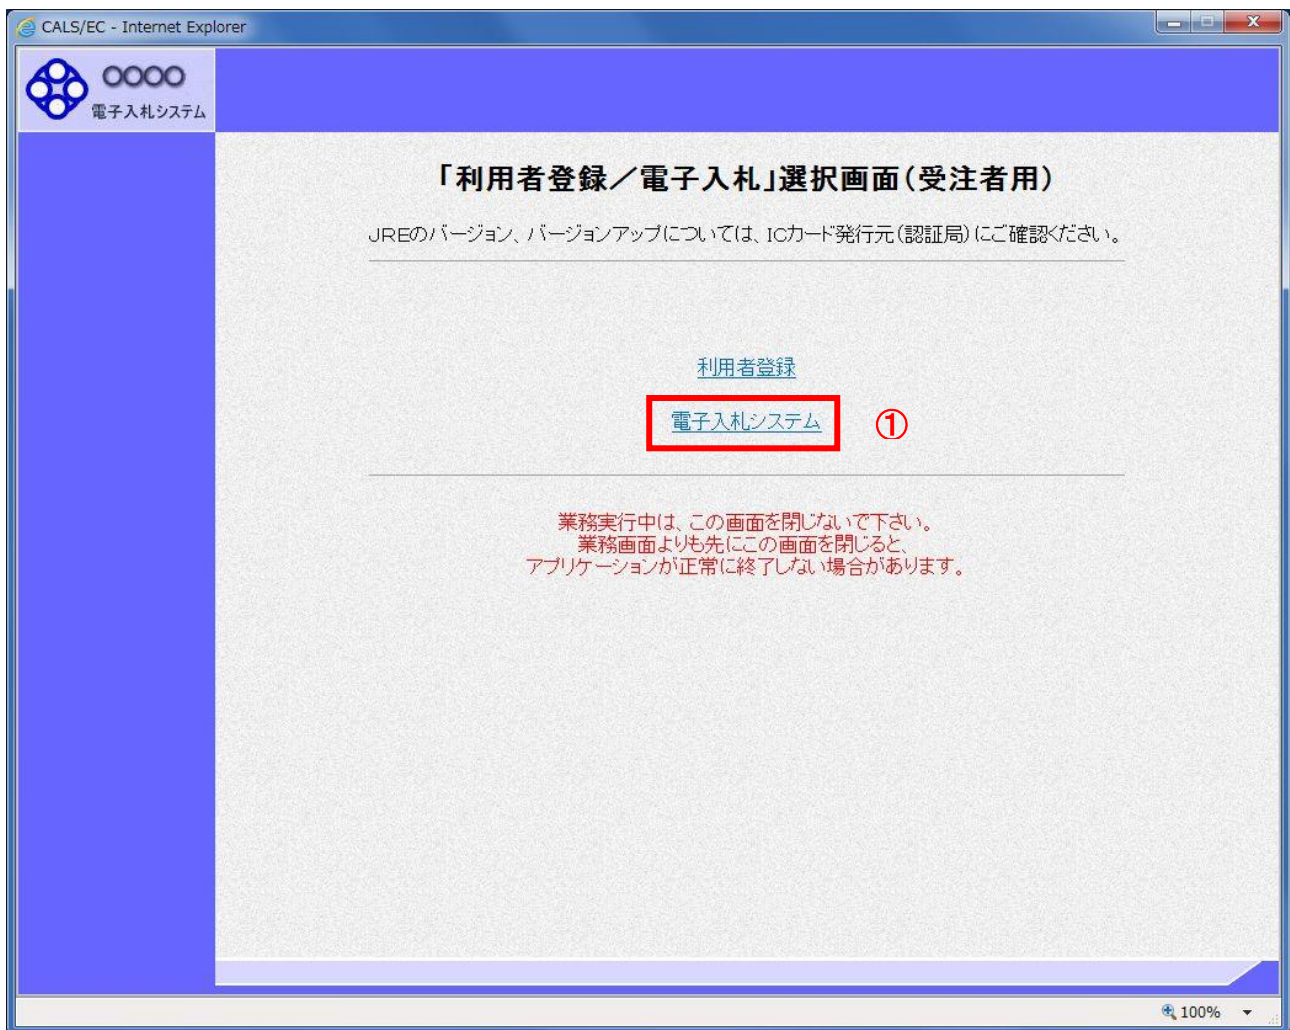 CALS/EC - Internet Explorer
○○○○
電子入札システム
「利用者登録／電子入札」選択画面(受注者用)
JREのバージョン、バージョンアップについては、ICカード発行元(認証局)にご確認ください。
利用者登録
電子入札システム ①
業務実行中は、この画面を閉じないで下さい。
業務画面よりも先にこの画面を閉じると、
アプリケーションが正常に終了しない場合があります。
100%